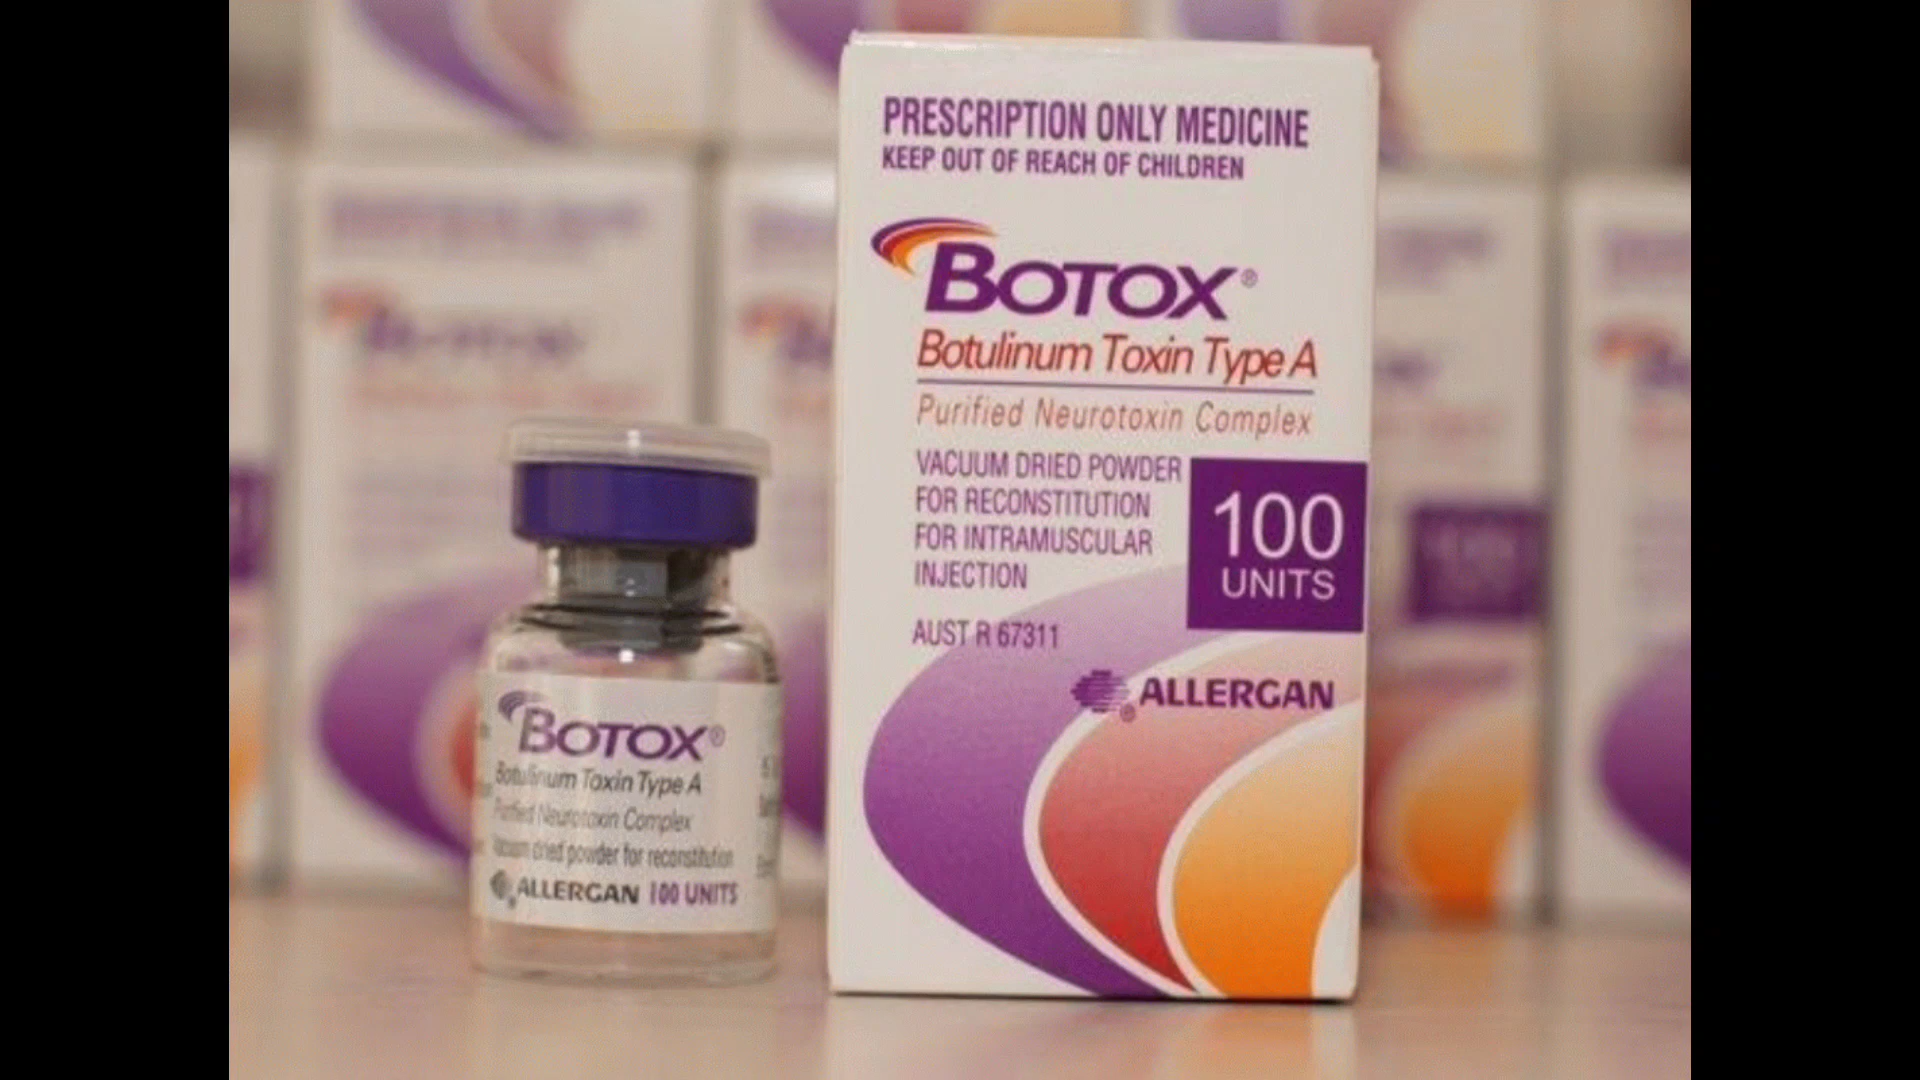 PRESCRIPTION ONLY MEDICINE
KEEP OUT OF REACH OF CHILDREN
BOTOX®
Botulinum Toxin Type A
Purified Neurotoxin Complex
VACUUM DRIED POWDER
FOR RECONSTITUTION
FOR INTRAMUSCULAR
INJECTION
100
UNITS
AUST R 67311
ALLERGAN
BOTOX®
Botulinum Toxin Type A
Purified Neurotoxin Complex
Vacuum dried powder for reconstitution
ALLERGAN 100 UNITS